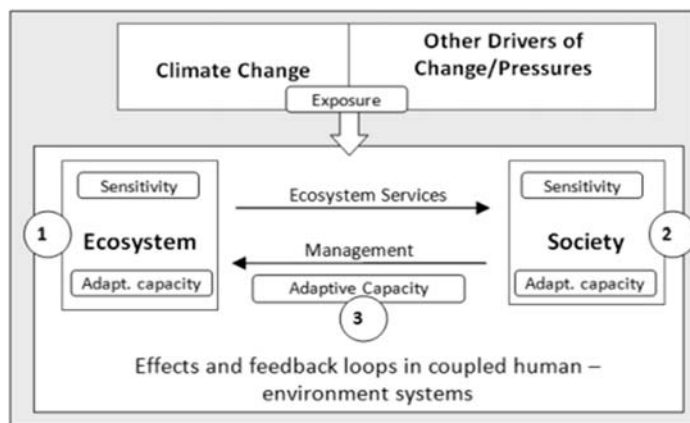 Climate Change
Other Drivers of
Change/Pressures
Exposure
Sensitivity
Ecosystem
Adapt. capacity
1
Ecosystem Services
Management
Adaptive Capacity
3
Sensitivity
Society
Adapt. capacity
2
Effects and feedback loops in coupled human –
environment systems